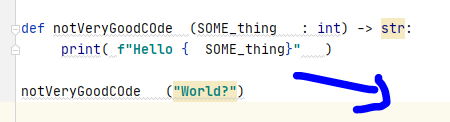 def notVeryGoodCOde  (SOME_thing   : int) -> str:
    print( f"Hello {  SOME_thing}"   )
notVeryGoodCOde   ("World?")